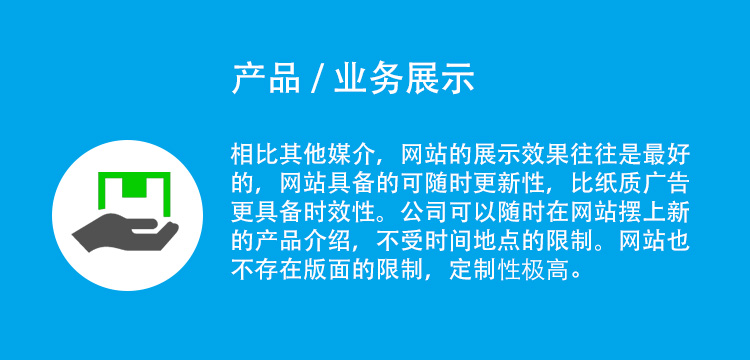 产品 / 业务展示
相比其他媒介，网站的展示效果往往是最好
的，网站具备的可随时更新性，比纸质广告
更具备时效性。公司可以随时在网站摆上新
的产品介绍，不受时间地点的限制。网站也
不存在版面的限制，定制性极高。